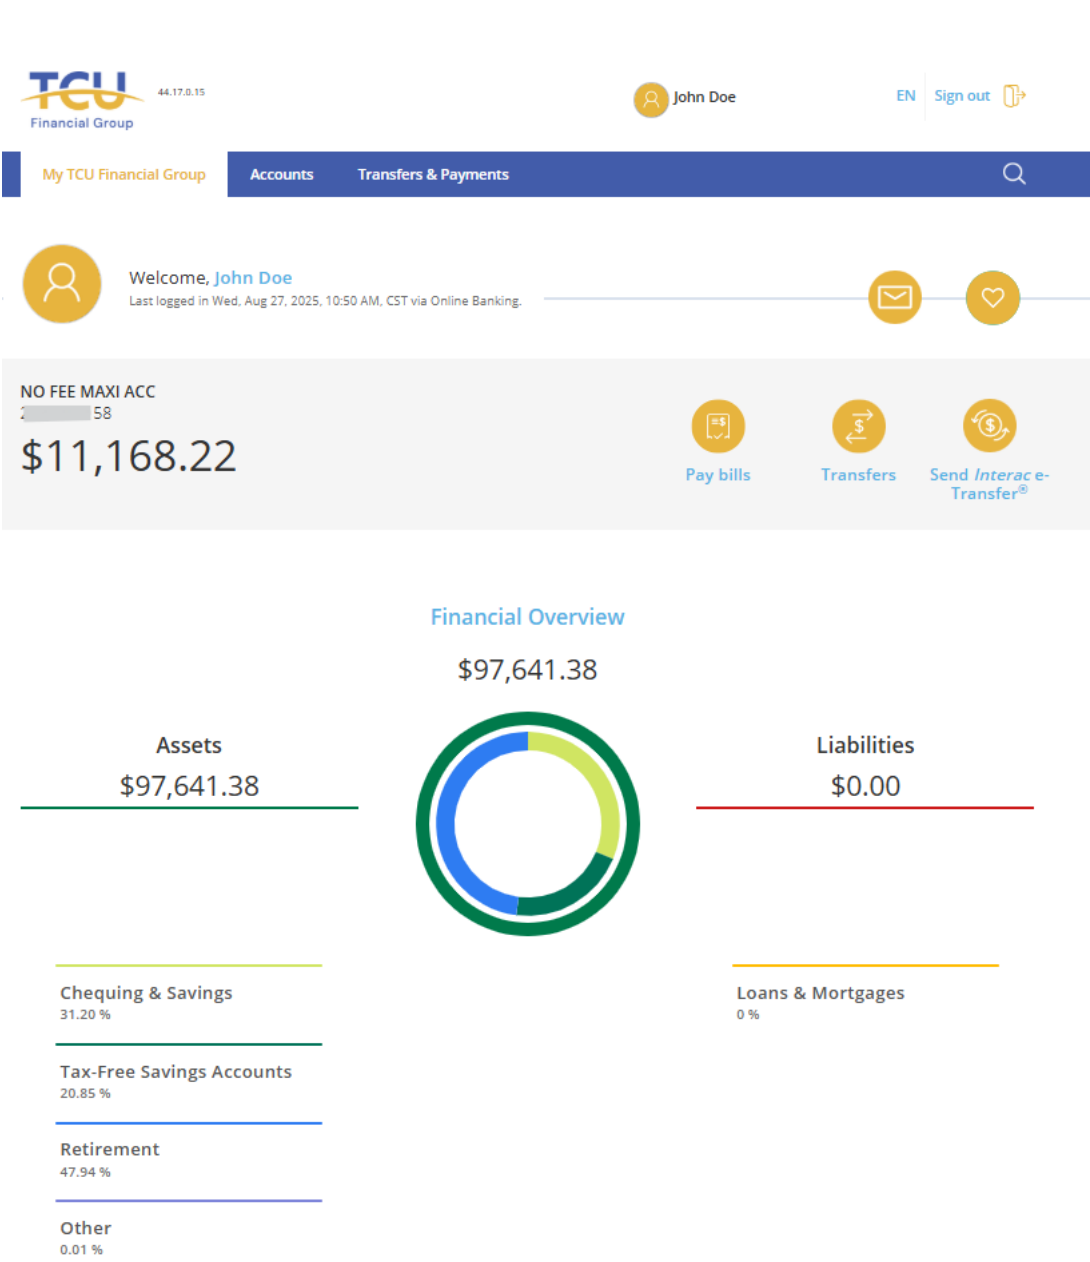 TCU
Financial Group
44.17.0.15
John Doe
EN Sign out
My TCU Financial Group Accounts Transfers & Payments
Welcome, John Doe
Last logged in Wed, Aug 27, 2025, 10:50 AM, CST via Online Banking.
NO FEE MAXI ACC
58
$11,168.22
Pay bills
Transfers
Send Interac e-
Transfer®
Financial Overview
$97,641.38
Assets
$97,641.38
Liabilities
$0.00
Chequing & Savings
31.20 %
Tax-Free Savings Accounts
20.85 %
Retirement
47.94 %
Other
0.01 %
Loans & Mortgages
0 %